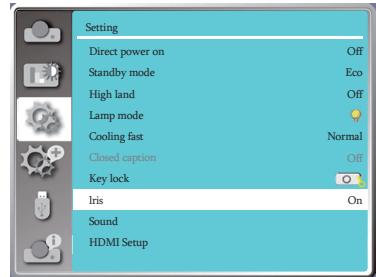 Setting
Direct power on Off
Standby mode Eco
High land Off
Lamp mode
Cooling fast Normal
Closed caption Off
Key lock
Iris On
Sound
HDMI Setup